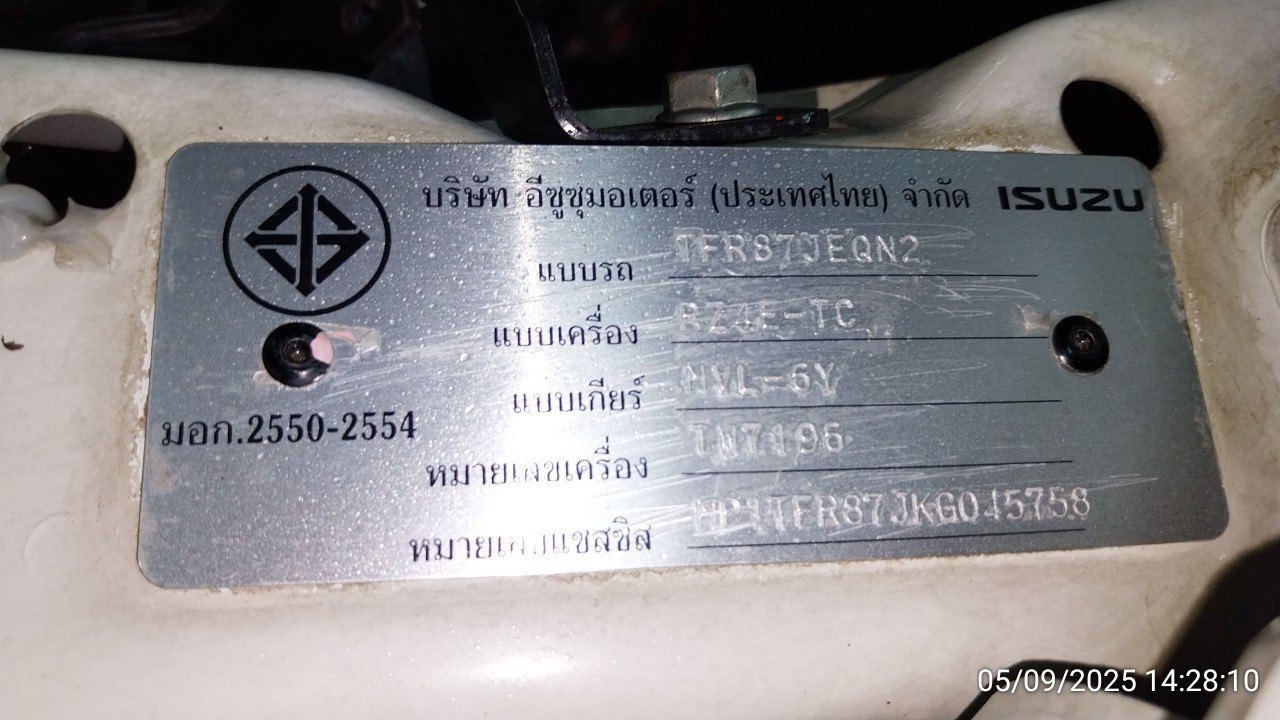 บริษัท อีซูซุมอเตอร์ (ประเทศไทย) จำกัด ISUZU
แบบรถ TFR87JEQN2
แบบเครื่อง RZ4E-TC
แบบเกียร์ MVL-6Y
มอก.2550-2554
หมายเลขเครื่อง
หมายเลขแชสซิส MP1TFR87JKG045758
05/09/2025 14:28:10